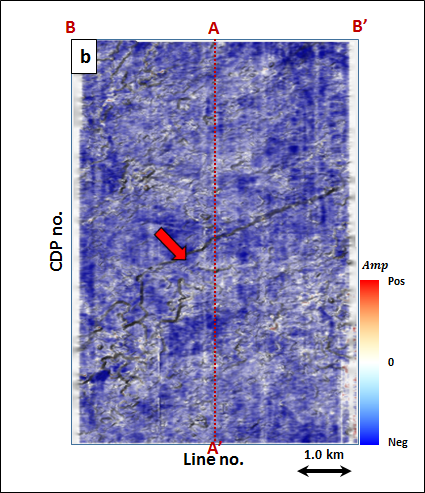 B A B’
b
CDP no.
Amp
Pos
0
Neg
A’
Line no.
1.0 km